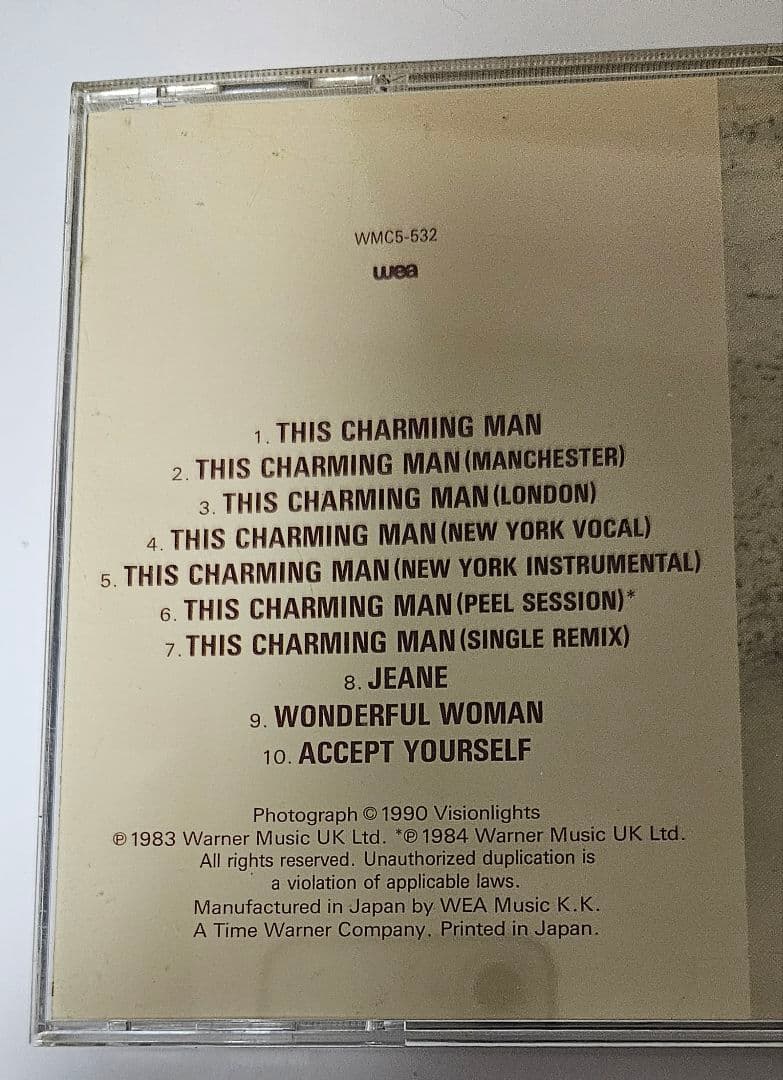 WMC5-532
wea
1. THIS CHARMING MAN
2. THIS CHARMING MAN (MANCHESTER)
3. THIS CHARMING MAN (LONDON)
4. THIS CHARMING MAN (NEW YORK VOCAL)
5. THIS CHARMING MAN (NEW YORK INSTRUMENTAL)
6. THIS CHARMING MAN (PEEL SESSION)*
7. THIS CHARMING MAN (SINGLE REMIX)
8. JEANE
9. WONDERFUL WOMAN
10. ACCEPT YOURSELF
Photograph © 1990 Visionlights
℗ 1983 Warner Music UK Ltd. *℗ 1984 Warner Music UK Ltd.
All rights reserved. Unauthorized duplication is
a violation of applicable laws.
Manufactured in Japan by WEA Music K.K.
A Time Warner Company. Printed in Japan.